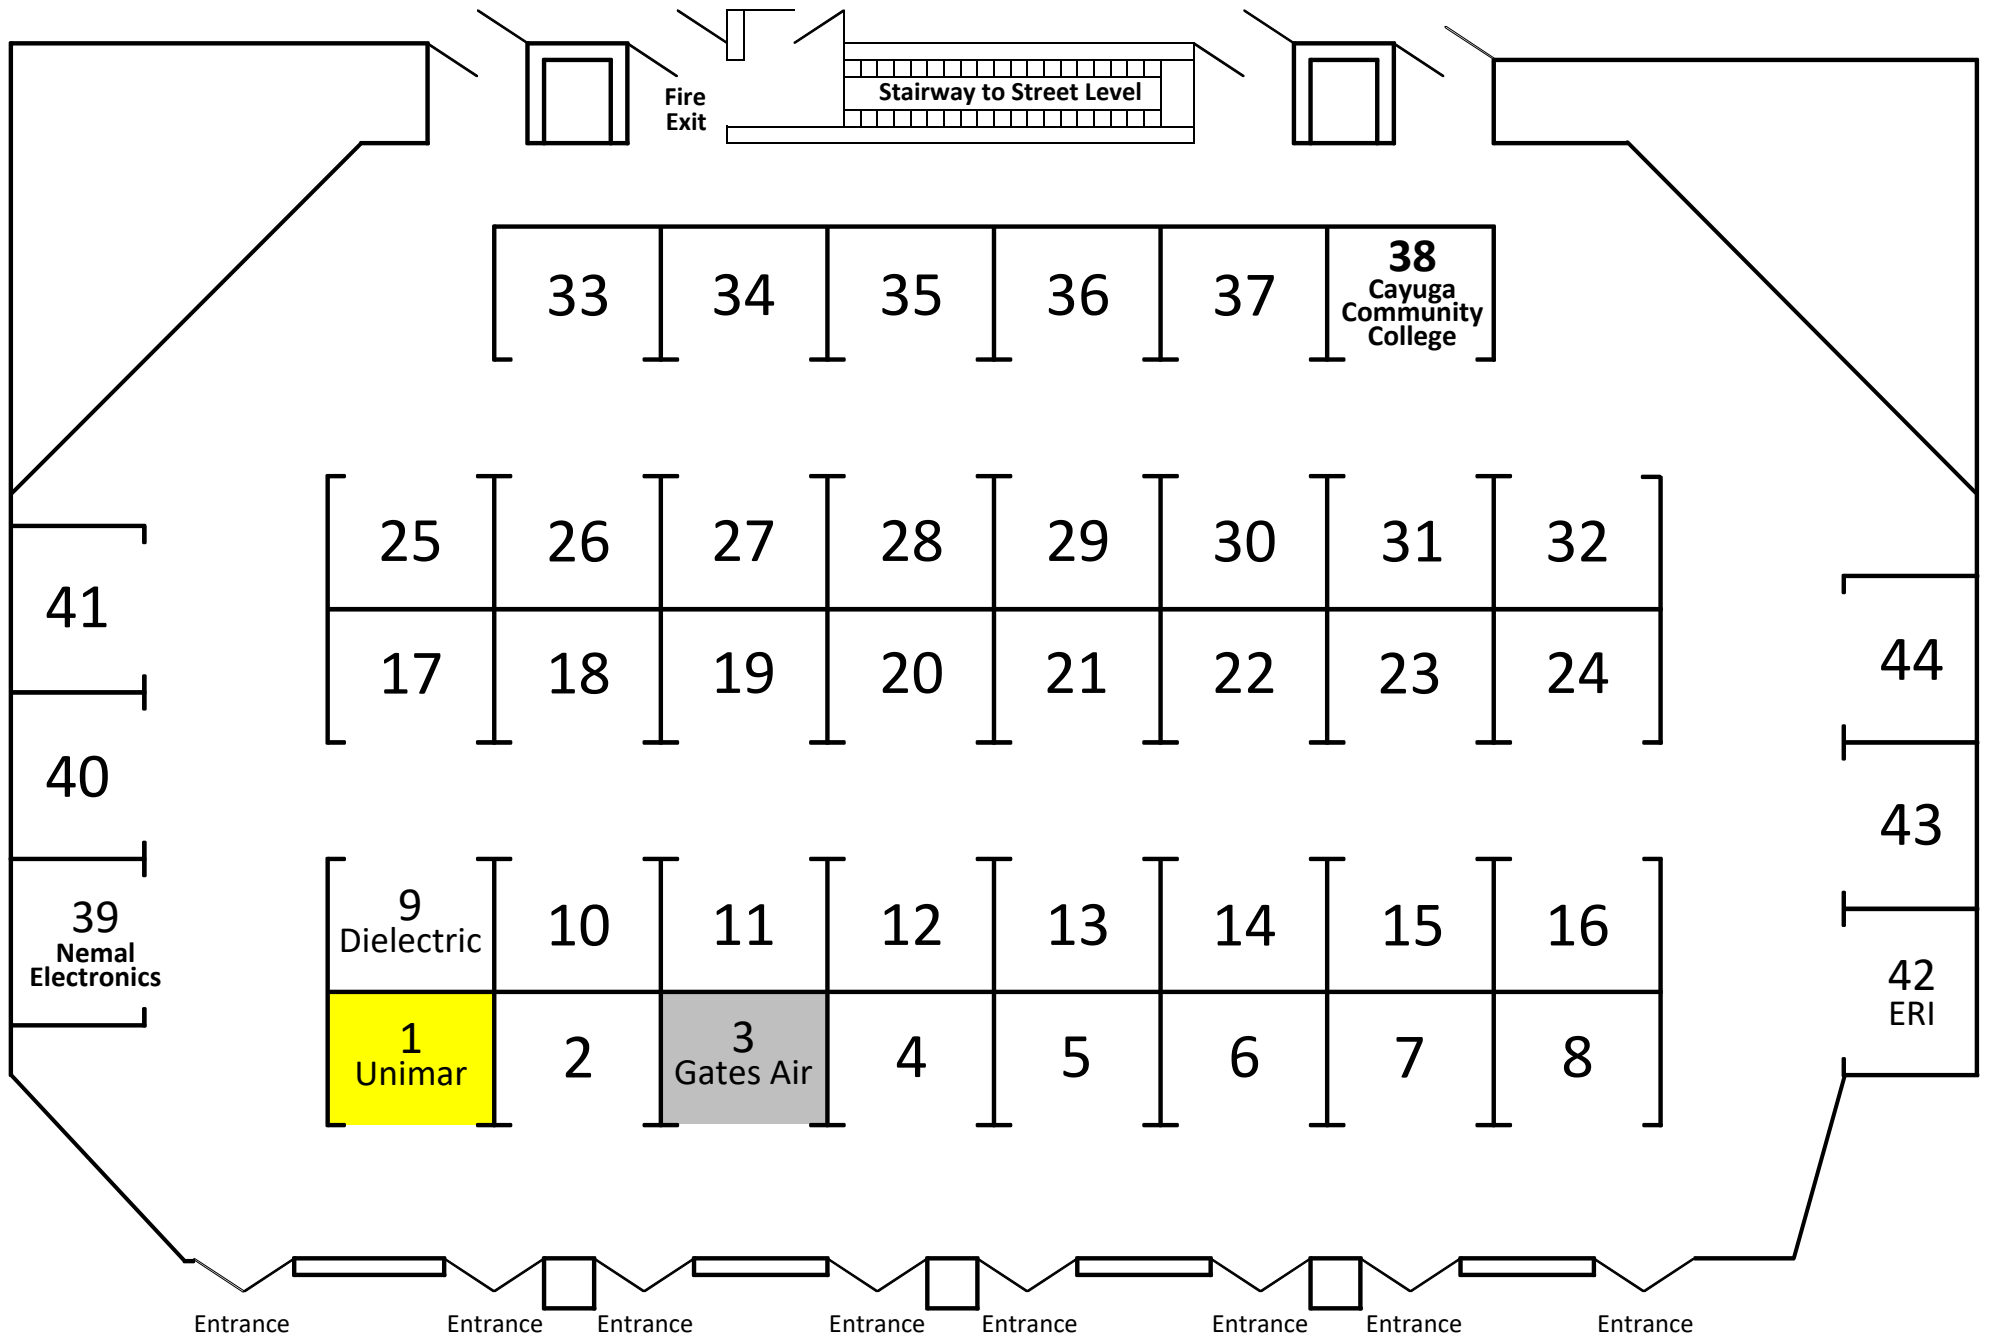 Fire
Exit
Stairway to Street Level
33 34 35 36 37 38
Cayuga
Community
College
25 26 27 28 29 30 31 32
41
17 18 19 20 21 22 23 24
44
40
43
39
Nemal
Electronics
9
Dielectric
10 11 12 13 14 15 16
42
ERI
1
Unimar
2
3
Gates Air
4 5 6 7 8
Entrance Entrance Entrance Entrance Entrance Entrance Entrance Entrance